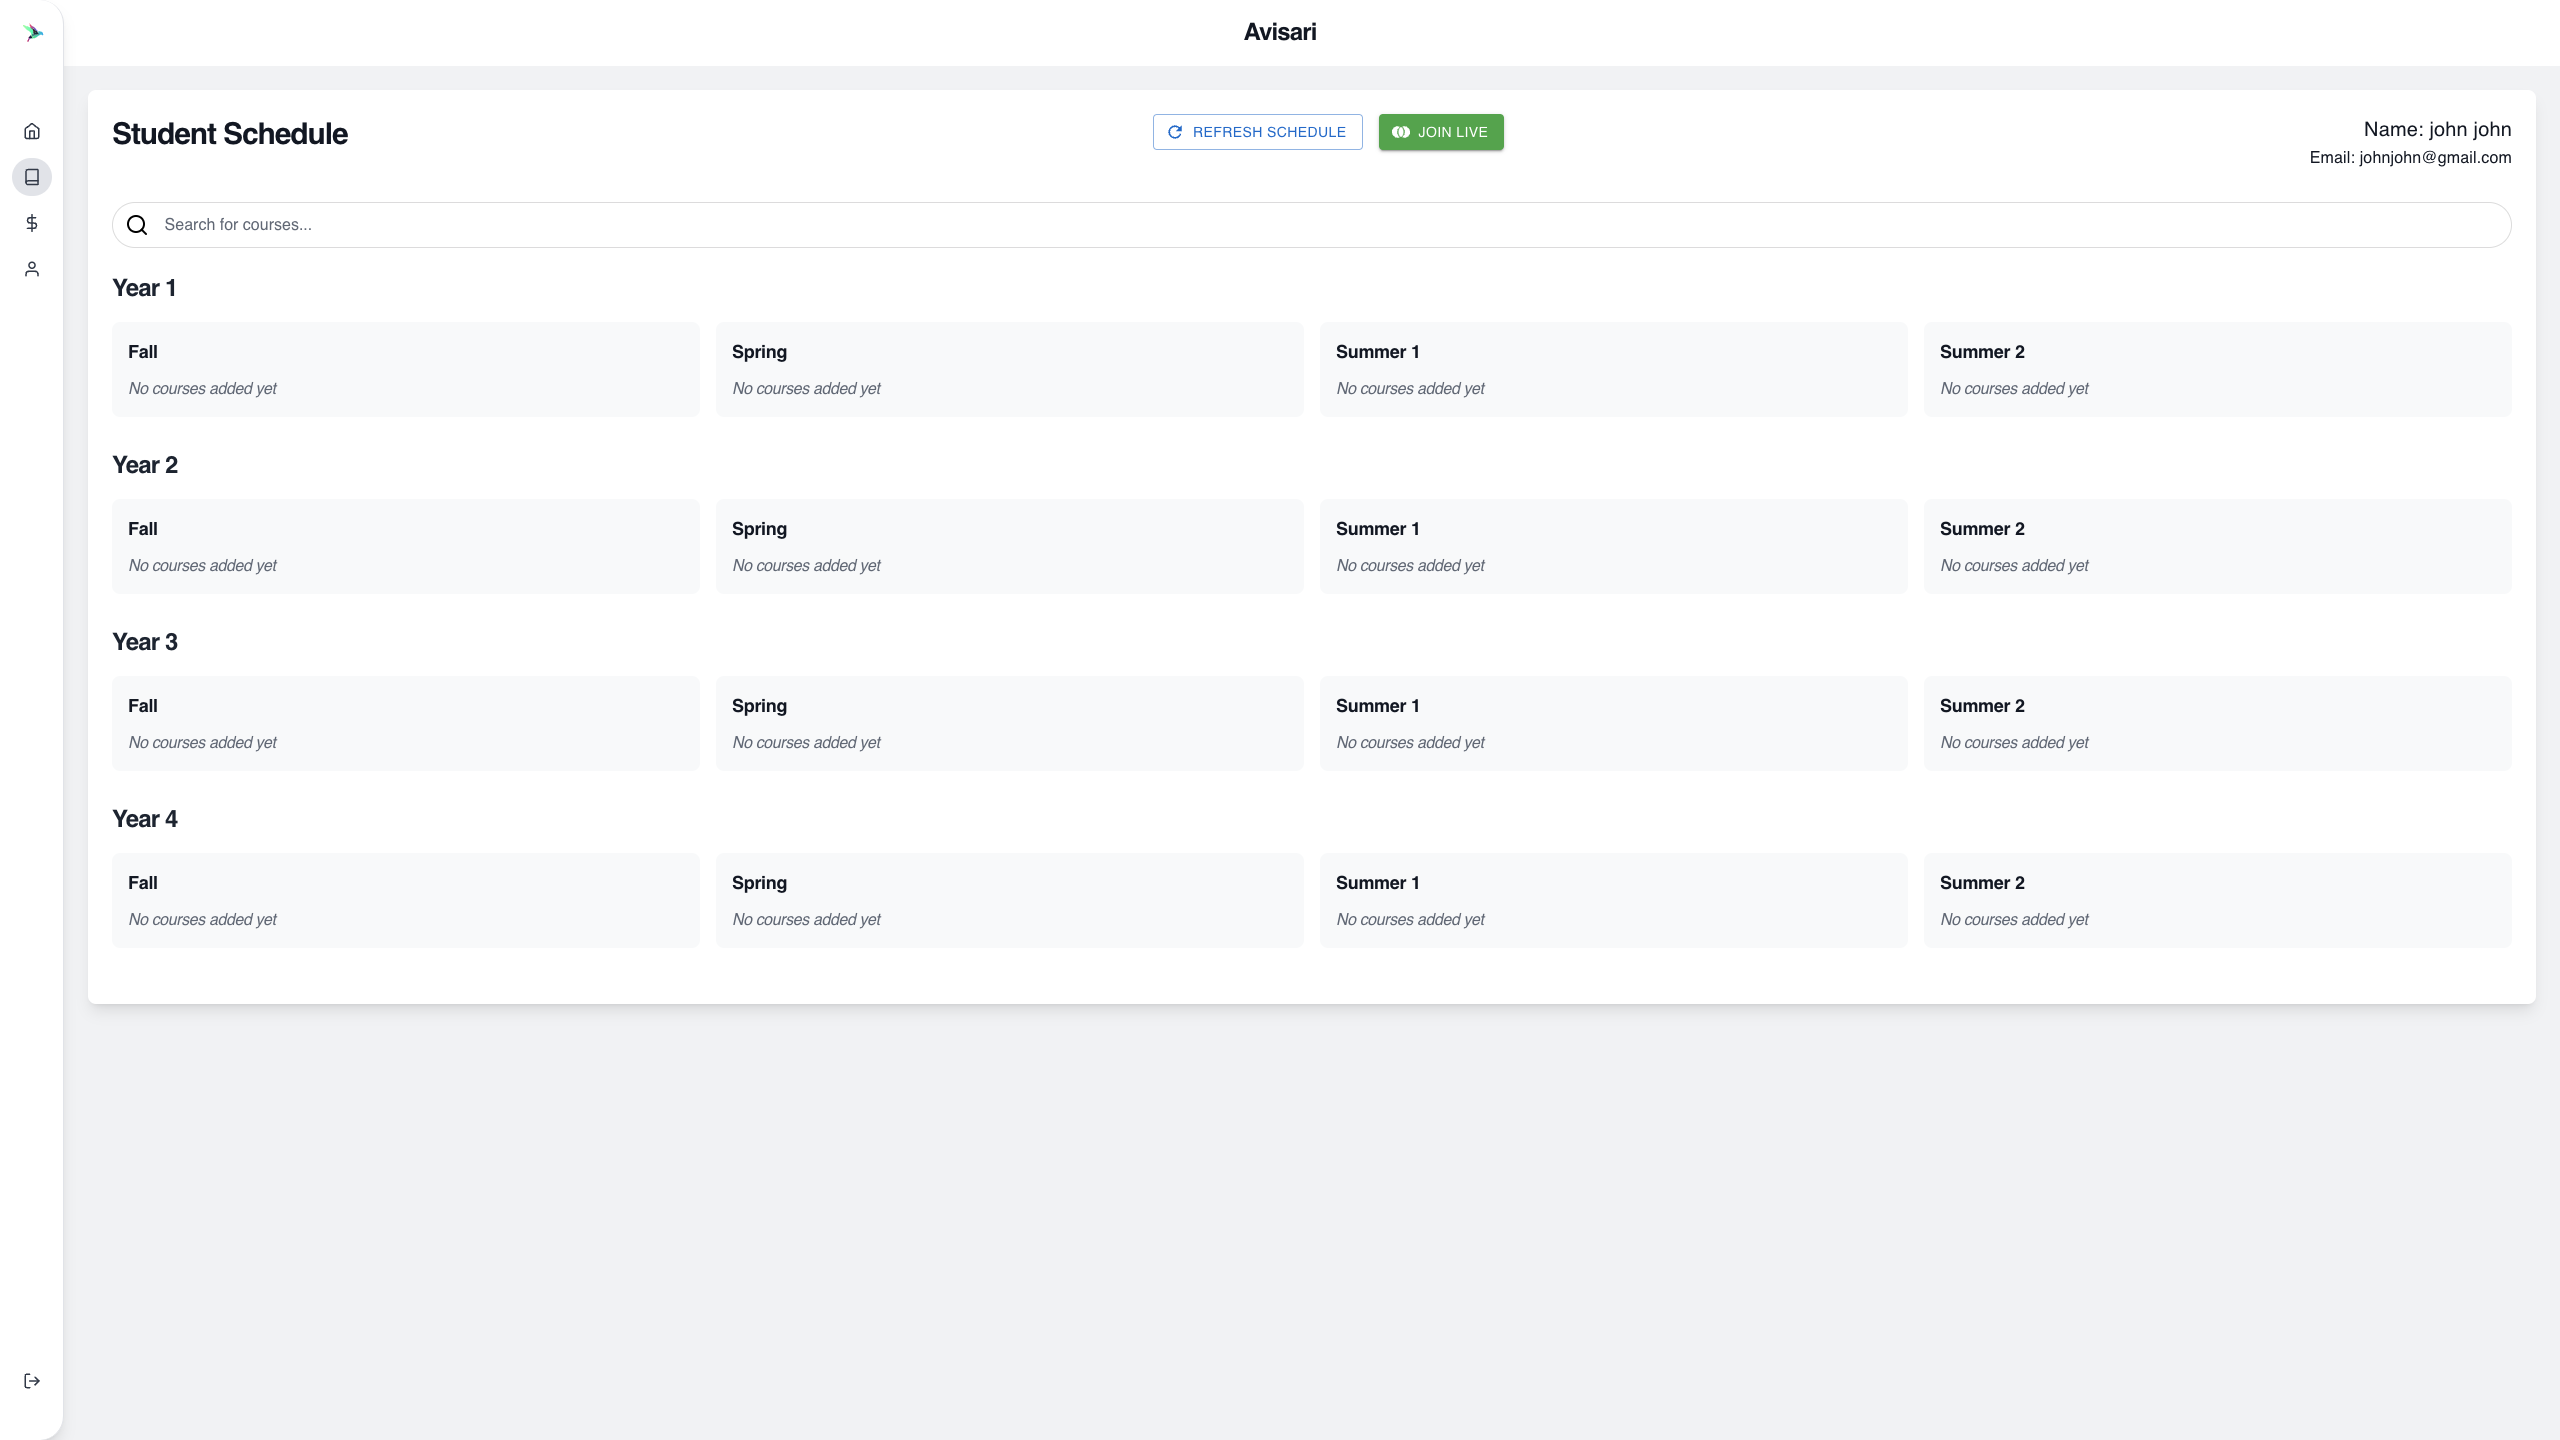 Avisari
Student Schedule
REFRESH SCHEDULE
JOIN LIVE
Name: john john
Email: johnjohn@gmail.com
Search for courses...
Year 1
Fall
No courses added yet
Spring
No courses added yet
Summer 1
No courses added yet
Summer 2
No courses added yet
Year 2
Fall
No courses added yet
Spring
No courses added yet
Summer 1
No courses added yet
Summer 2
No courses added yet
Year 3
Fall
No courses added yet
Spring
No courses added yet
Summer 1
No courses added yet
Summer 2
No courses added yet
Year 4
Fall
No courses added yet
Spring
No courses added yet
Summer 1
No courses added yet
Summer 2
No courses added yet